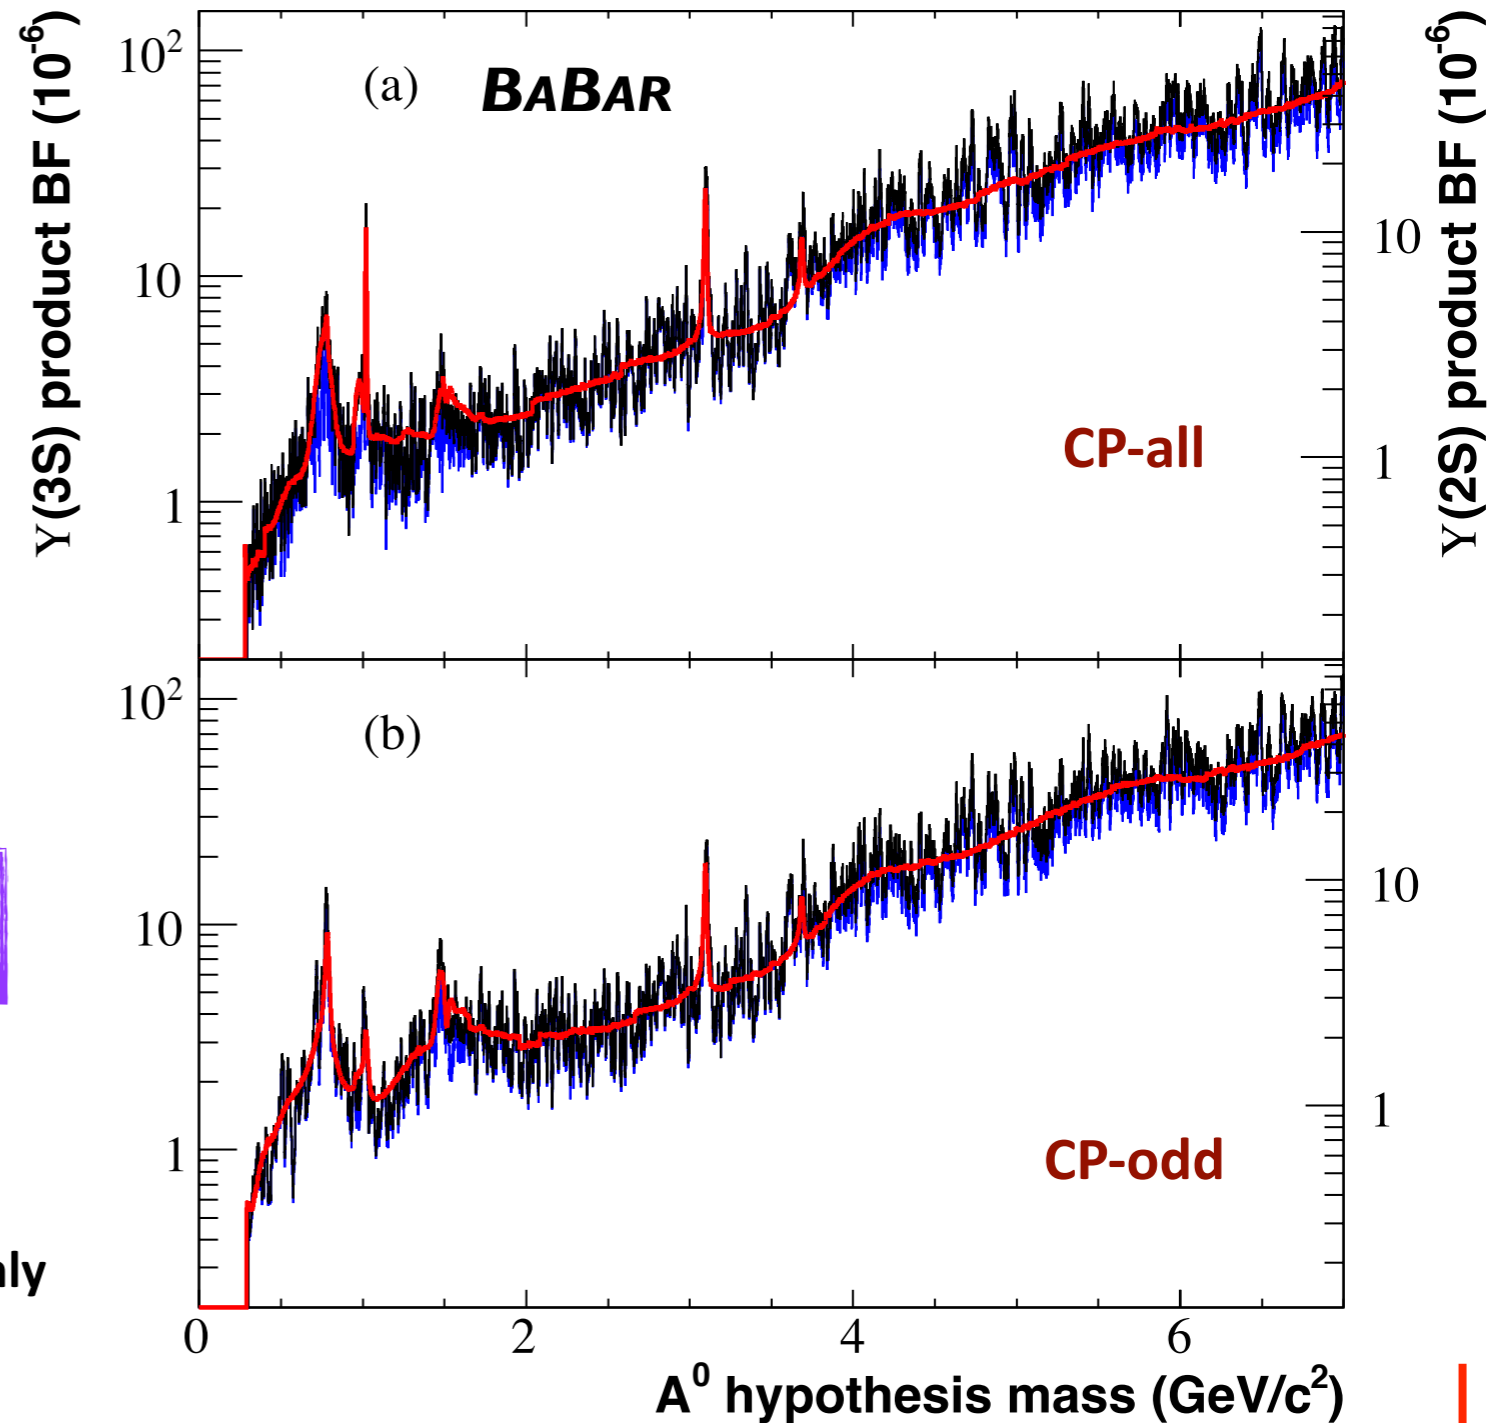 (a) BABAR
Υ(3S) product BF (10⁻⁶)
10²
10
1
Υ(2S) product BF (10⁻⁶)
10
1
CP-all
(b)
10²
10
1
10
1
CP-odd
0 2 4 6
A⁰ hypothesis mass (GeV/c²)